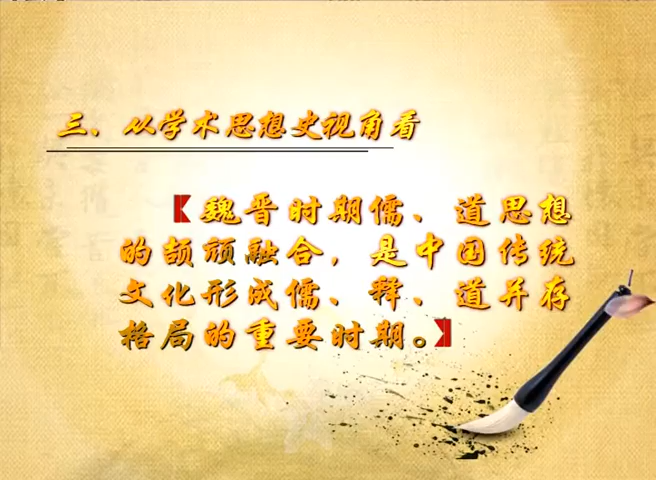 三、从学术思想史视角看
【魏晋时期儒、道思想
的颉颃融合，是中国传统
文化形成儒、释、道并存
格局的重要时期。】